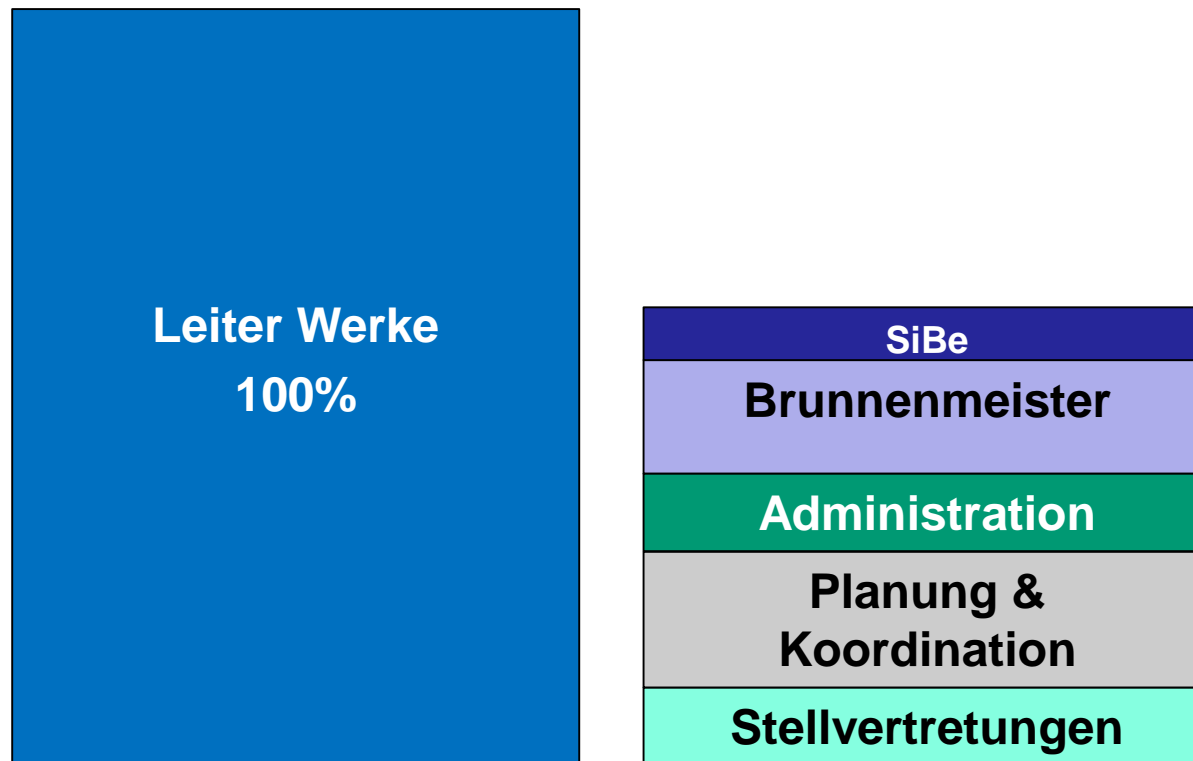 Leiter Werke
100%
SiBe
Brunnenmeister
Administration
Planung &
Koordination
Stellvertretungen